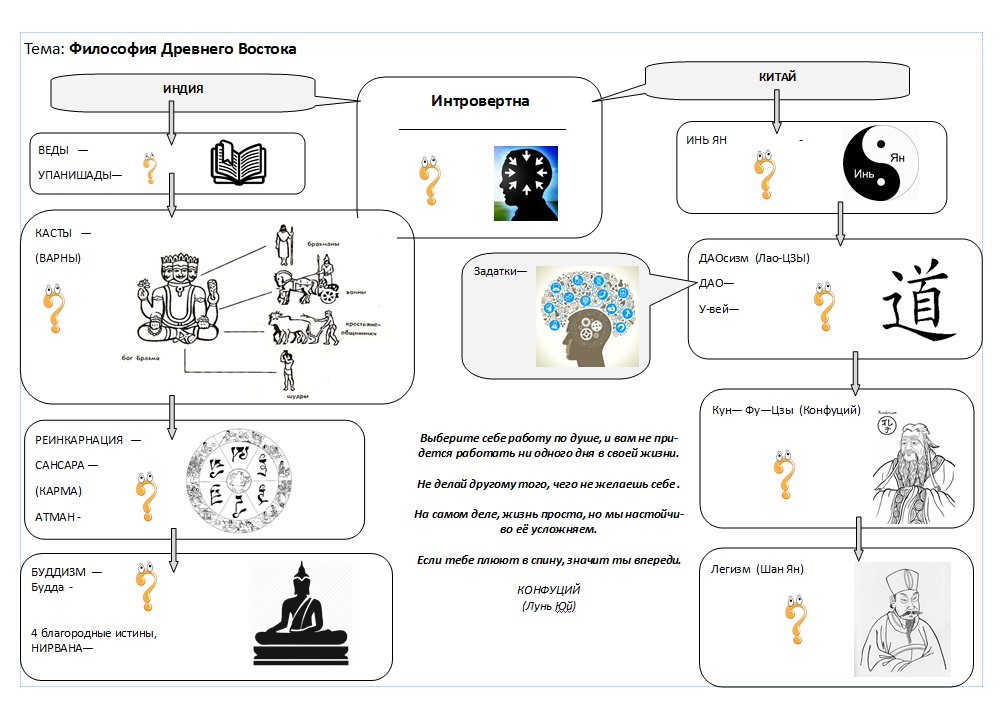 Тема: Философия Древнего Востока
ИНДИЯ
ВЕДЫ —
УПАНИШАДЫ—
КАСТЫ —
(ВАРНЫ)
брахманы
воины
крестьяне-
общинники
шудры
бог Брахма
РЕИНКАРНАЦИЯ —
САНСАРА —
(КАРМА)
АТМАН -
БУДДИЗМ —
Будда -
4 благородные истины,
НИРВАНА—
Интровертна
Задатки—
Выберите себе работу по душе, и вам не при-
дется работать ни одного дня в своей жизни.
Не делай другому того, чего не желаешь себе .
На самом деле, жизнь проста, но мы настойчи-
во её усложняем.
Если тебе плюют в спину, значит ты впереди.
КОНФУЦИЙ
(Лунь Юй)
КИТАЙ
ИНЬ ЯН -
Ян
Инь
ДАОсизм (Лао-ЦЗЫ)
ДАО—
У-вей—
道
Кун— Фу—Цзы (Конфуций)
孔
Легизм (Шан Ян)